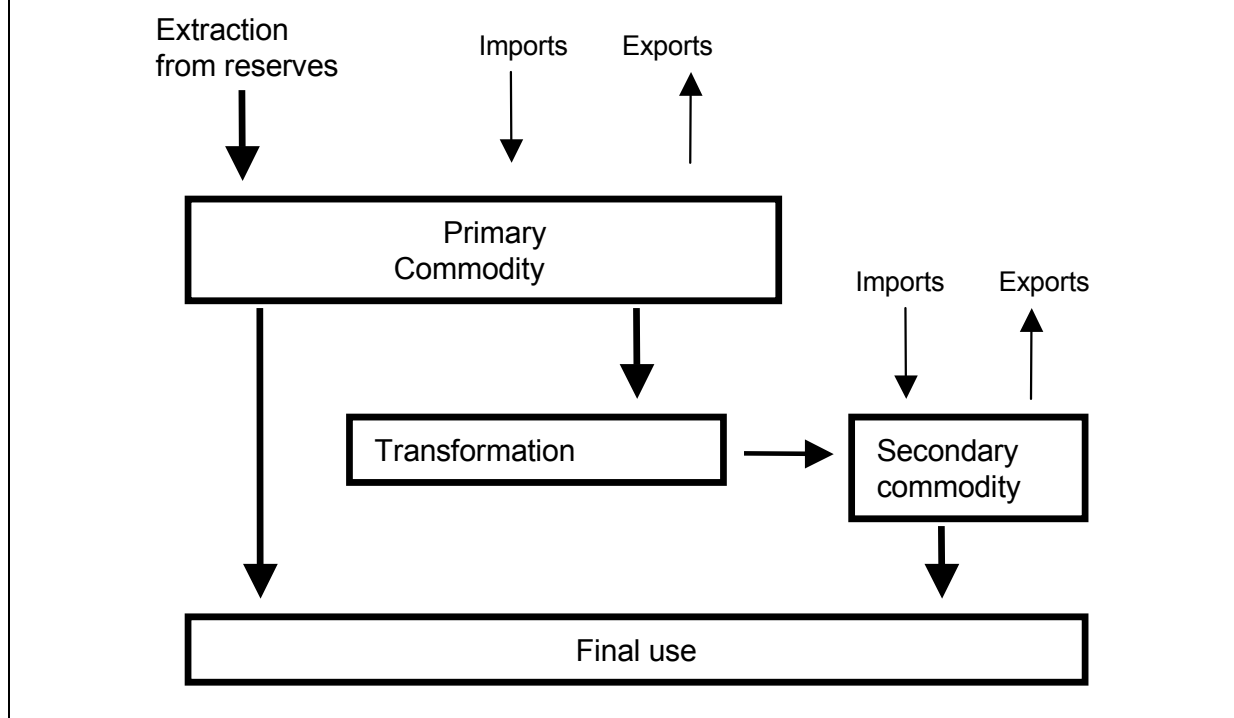 Extraction
from reserves
Imports
Exports
Primary
Commodity
Imports
Exports
Transformation
Secondary
commodity
Final use